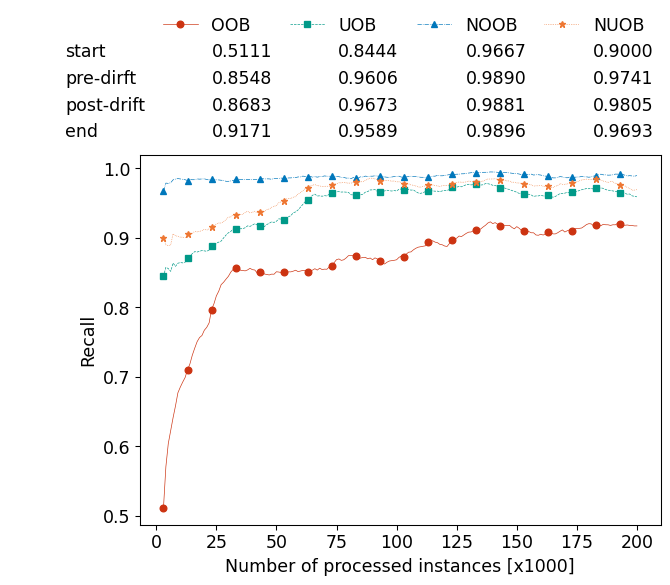 OOB UOB NOOB NUOB
start 0.5111 0.8444 0.9667 0.9000
pre-dirft 0.8548 0.9606 0.9890 0.9741
post-drift 0.8683 0.9673 0.9881 0.9805
end 0.9171 0.9589 0.9896 0.9693
1.0
0.9
0.8
0.7
0.6
0.5
Recall
0 25 50 75 100 125 150 175 200
Number of processed instances [x1000]